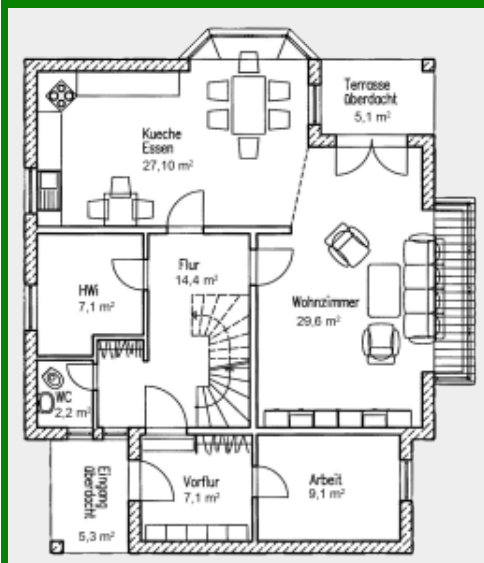 Terrasse
überdacht
5,1 m²
Kueche
Essen
27,10 m²
Flur
14,4 m²
HWi
7,1 m²
Wohnzimmer
29,6 m²
WC
2,2 m²
Eingang
überdacht
5,3 m²
Vorflur
7,1 m²
Arbeit
9,1 m²